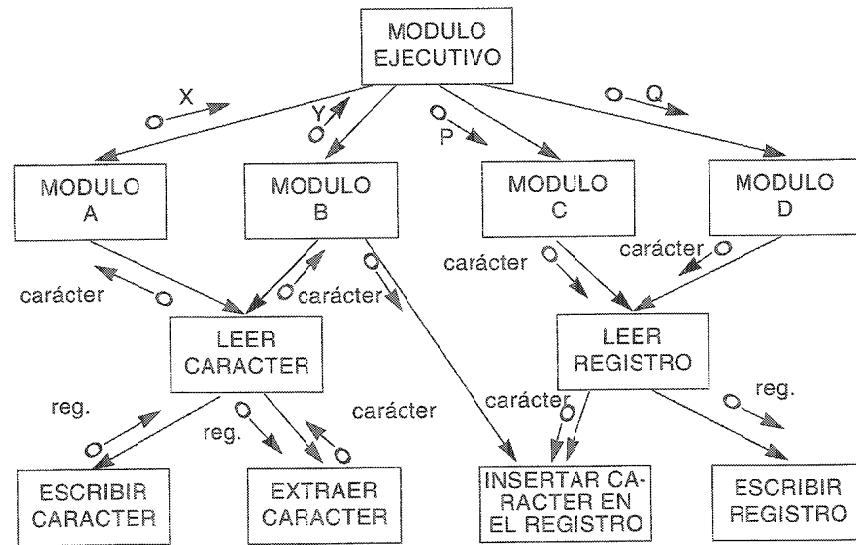 MODULO
EJECUTIVO
X
Y
P
Q
MODULO
A
MODULO
B
MODULO
C
MODULO
D
carácter
carácter
carácter
carácter
LEER
CARACTER
LEER
REGISTRO
reg.
reg.
carácter
carácter
reg.
ESCRIBIR
CARACTER
EXTRAER
CARACTER
INSERTAR CA-
RACTER EN
EL REGISTRO
ESCRIBIR
REGISTRO